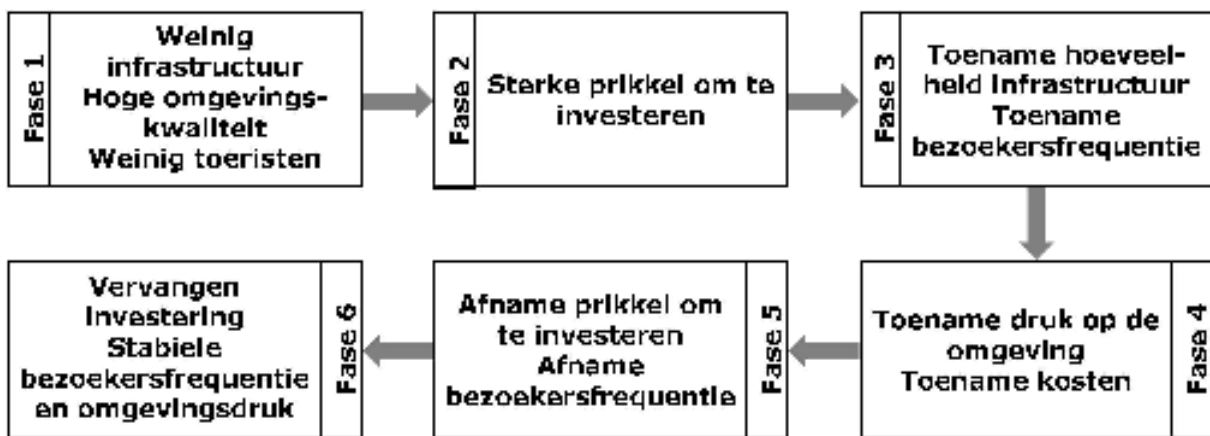 Fase 1
Weinig
infrastructuur
Hoge omgevings-
kwaliteit
Weinig toeristen
Fase 2
Sterke prikkel om te
investeren
Fase 3
Toename hoeveel-
heid Infrastructuur
Toename
bezoekersfrequentie
Fase 4
Toename druk op de
omgeving
Toename kosten
Fase 5
Afname prikkel om
te investeren
Afname
bezoekersfrequentie
Fase 6
Vervangen
investering
Stabiele
bezoekersfrequentie
en omgevingsdruk